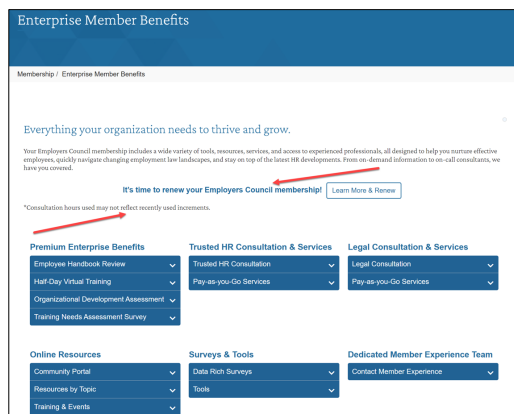 Enterprise Member Benefits
Membership / Enterprise Member Benefits
Everything your organization needs to thrive and grow.
Your Employers Council membership includes a wide variety of tools, resources, services, and access to experienced professionals, all designed to help you nurture effective
employees, quickly navigate changing employment law landscapes, and stay on top of the latest HR developments. From on-demand information to on-call consultants, we
have you covered.
It's time to renew your Employers Council membership! Learn More & Renew
*Consultation hours used may not reflect recently used increments.
Premium Enterprise Benefits
Employee Handbook Review
Half-Day Virtual Training
Organizational Development Assessment
Training Needs Assessment Survey
Trusted HR Consultation & Services
Trusted HR Consultation
Pay-as-you-Go Services
Legal Consultation & Services
Legal Consultation
Pay-as-you-Go Services
Online Resources
Community Portal
Resources by Topic
Training & Events
Surveys & Tools
Data Rich Surveys
Tools
Dedicated Member Experience Team
Contact Member Experience